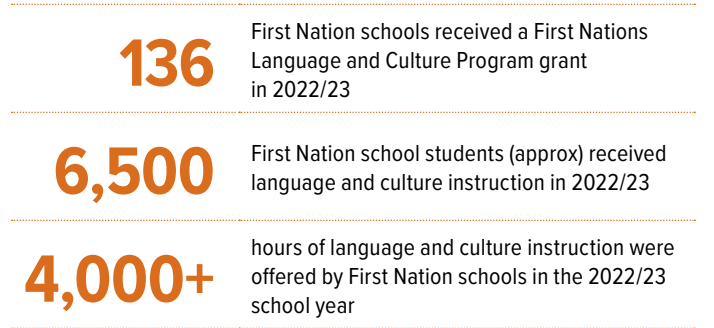 136
First Nation schools received a First Nations
Language and Culture Program grant
in 2022/23
6,500
First Nation school students (approx) received
language and culture instruction in 2022/23
4,000+
hours of language and culture instruction were
offered by First Nation schools in the 2022/23
school year